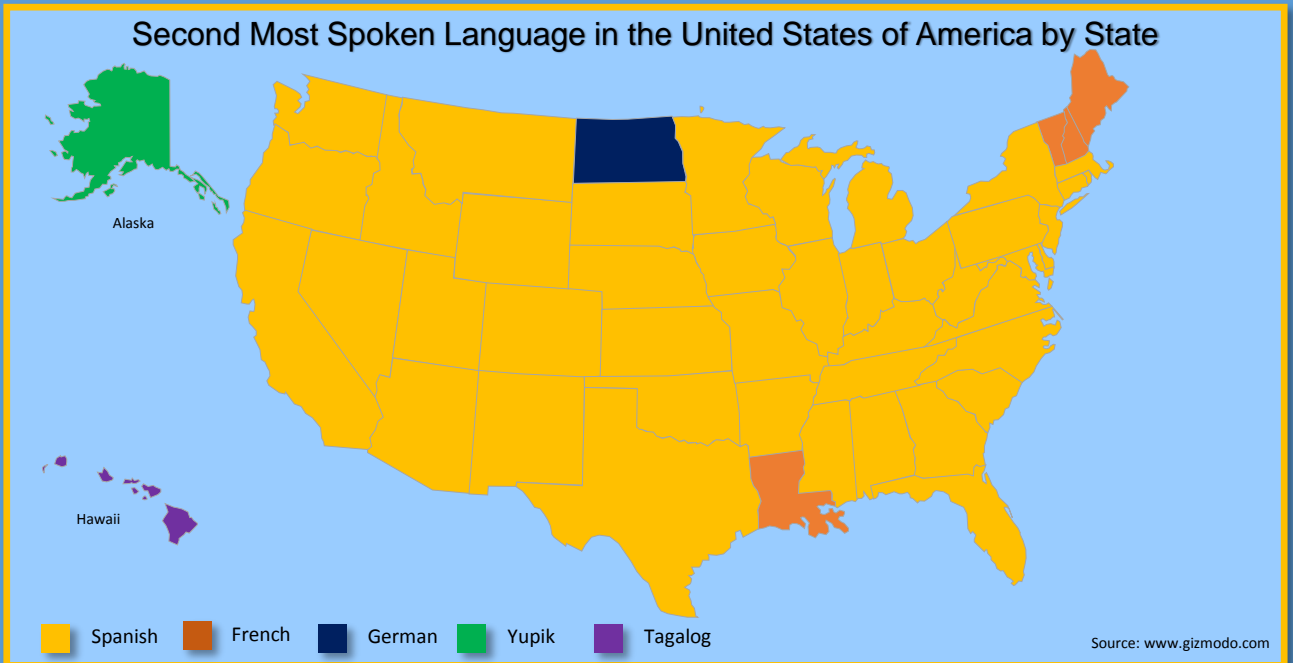 Second Most Spoken Language in the United States of America by State
Alaska
Hawaii
Spanish French German Yupik Tagalog
Source: www.gizmodo.com